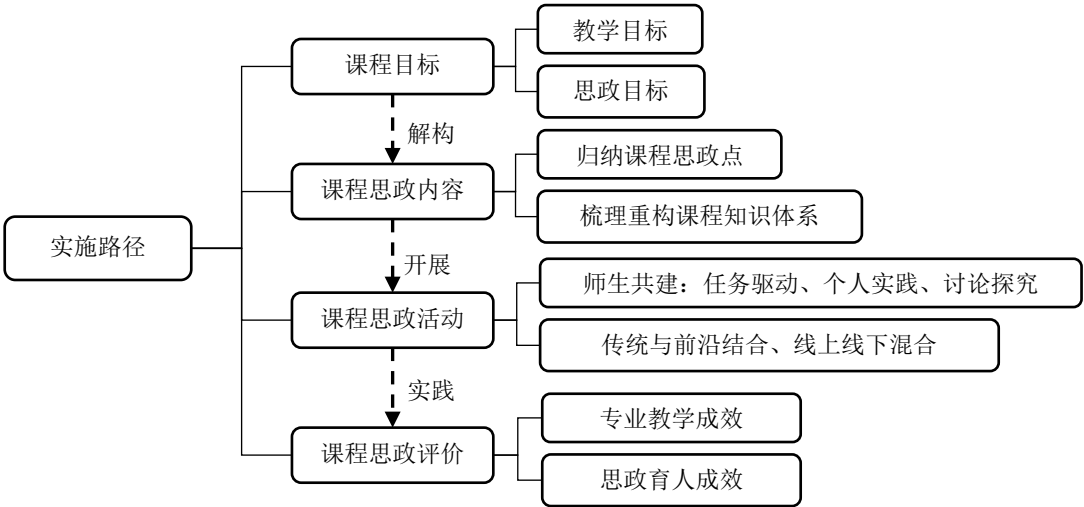 实施路径
课程目标
教学目标
思政目标
解构
课程思政内容
归纳课程思政点
梳理重构课程知识体系
开展
课程思政活动
师生共建：任务驱动、个人实践、讨论探究
传统与前沿结合、线上线下混合
实践
课程思政评价
专业教学成效
思政育人成效